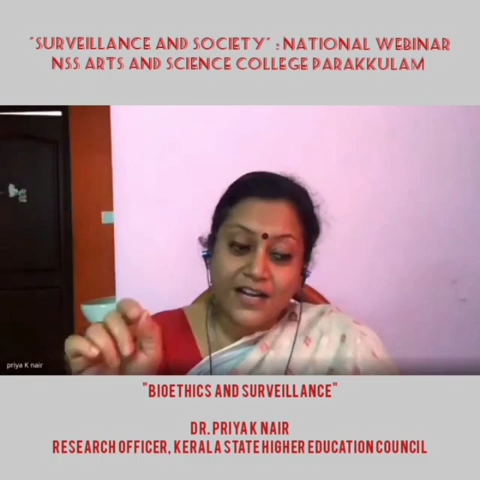 "SURVEILLANCE AND SOCIETY" : NATIONAL WEBINAR
NSS ARTS AND SCIENCE COLLEGE PARAKKULAM
priya K nair
"BIOETHICS AND SURVEILLANCE"
DR. PRIYA K NAIR
RESEARCH OFFICER, KERALA STATE HIGHER EDUCATION COUNCIL